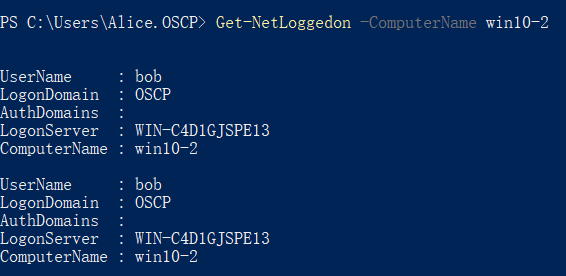 PS C:\Users\Alice.OSCP> Get-NetLoggedon -ComputerName win10-2
UserName     : bob
LogonDomain  : OSCP
AuthDomains  :
LogonServer  : WIN-C4D1GJSPE13
ComputerName : win10-2
UserName     : bob
LogonDomain  : OSCP
AuthDomains  :
LogonServer  : WIN-C4D1GJSPE13
ComputerName : win10-2